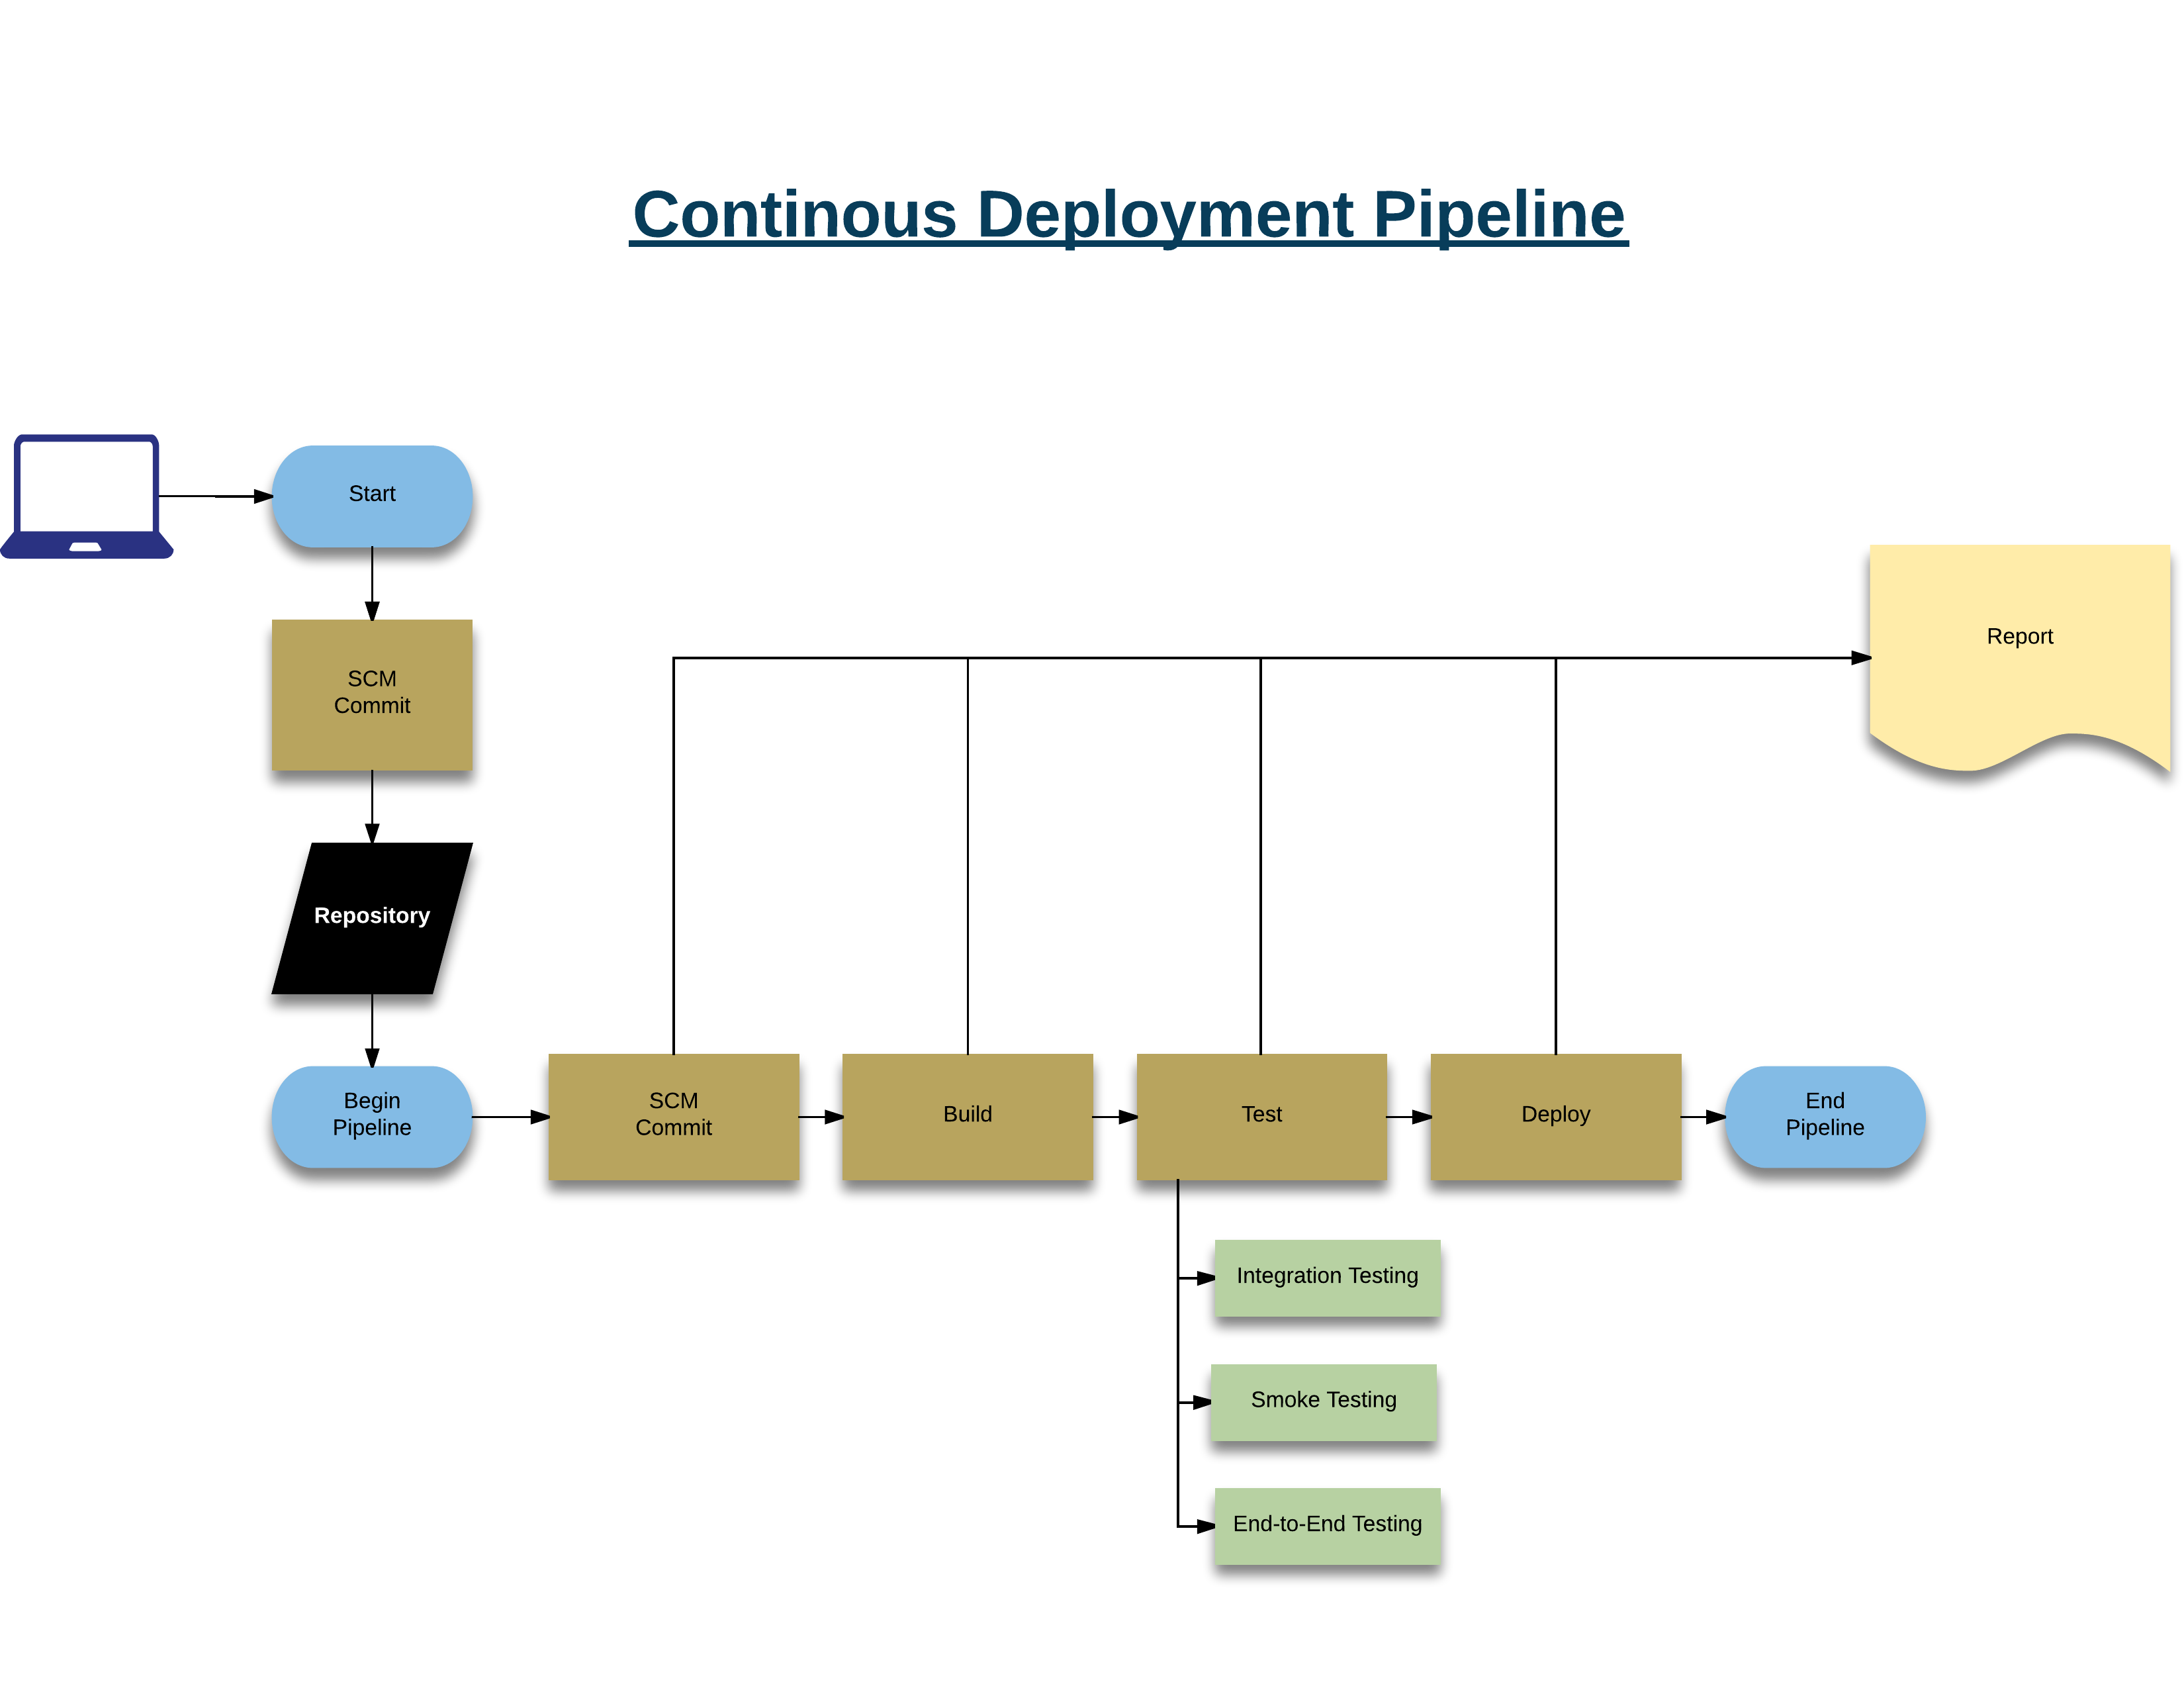 Continous Deployment Pipeline
Start
SCM
Commit
Report
Repository
Begin
Pipeline
SCM
Commit
Build
Test
Deploy
End
Pipeline
Integration Testing
Smoke Testing
End-to-End Testing